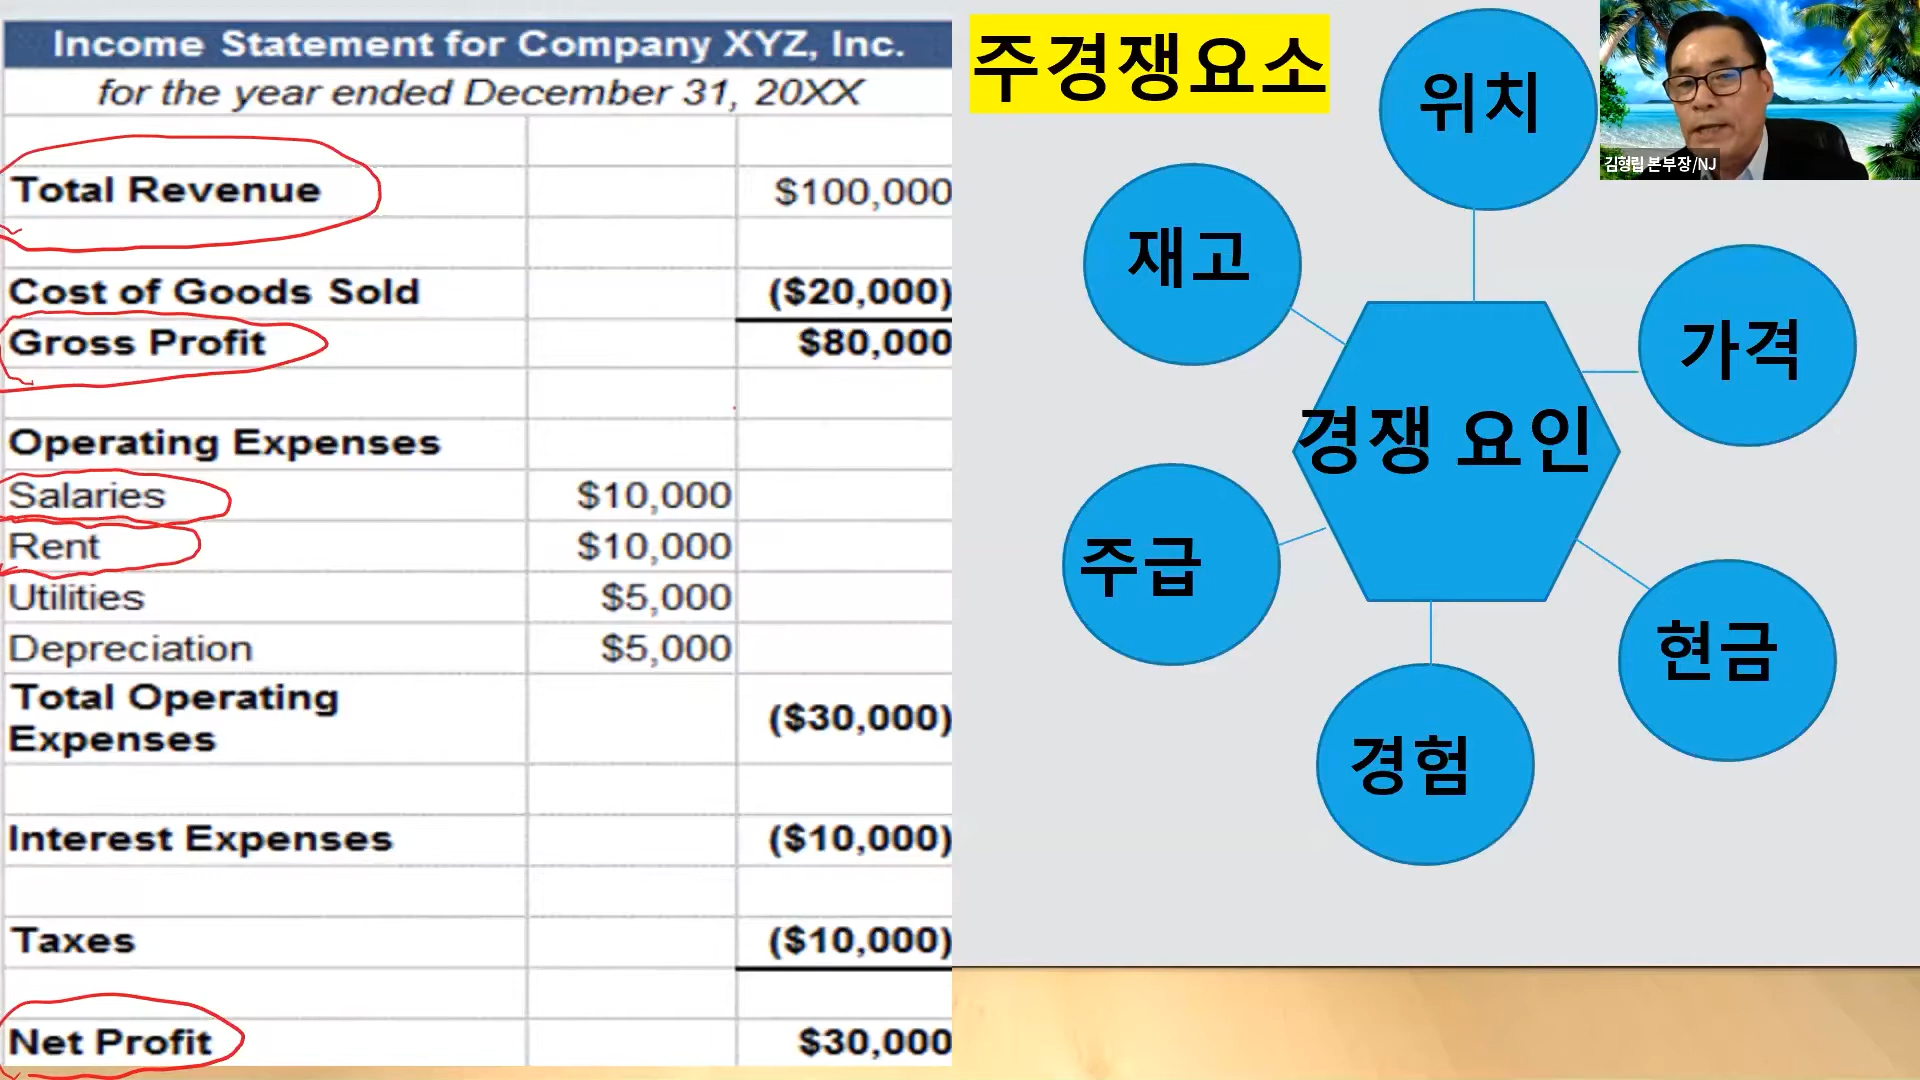 Income Statement for Company XYZ, Inc.
for the year ended December 31, 20XX
Total Revenue $100,000
Cost of Goods Sold ($20,000)
Gross Profit $80,000
Operating Expenses
Salaries $10,000
Rent $10,000
Utilities $5,000
Depreciation $5,000
Total Operating
Expenses ($30,000)
Interest Expenses ($10,000)
Taxes ($10,000)
Net Profit $30,000
주경쟁요소
위치
재고
가격
경쟁 요인
주급
현금
경험
김형립 본부장/NJ